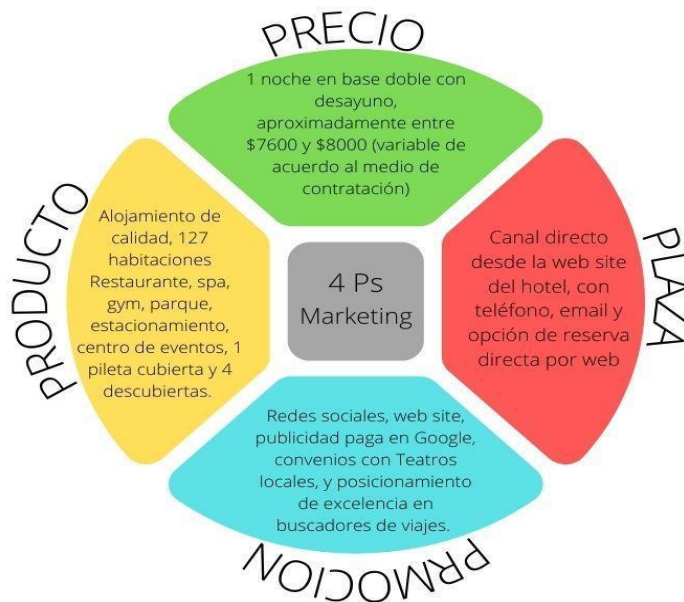 PRECIO
1 noche en base doble con
desayuno,
aproximadamente entre
$7600 y $8000 (variable de
acuerdo al medio de
contratación)
PRODUCTO
Alojamiento de
calidad, 127
habitaciones
Restaurante, spa,
gym, parque,
estacionamiento,
centro de eventos, 1
pileta cubierta y 4
descubiertas.
4 Ps
Marketing
PLAZA
Canal directo
desde la web site
del hotel, con
teléfono, email y
opción de reserva
directa por web
Redes sociales, web site,
publicidad paga en Google,
convenios con Teatros
locales, y posicionamiento
de excelencia en
buscadores de viajes.
PRMOCION